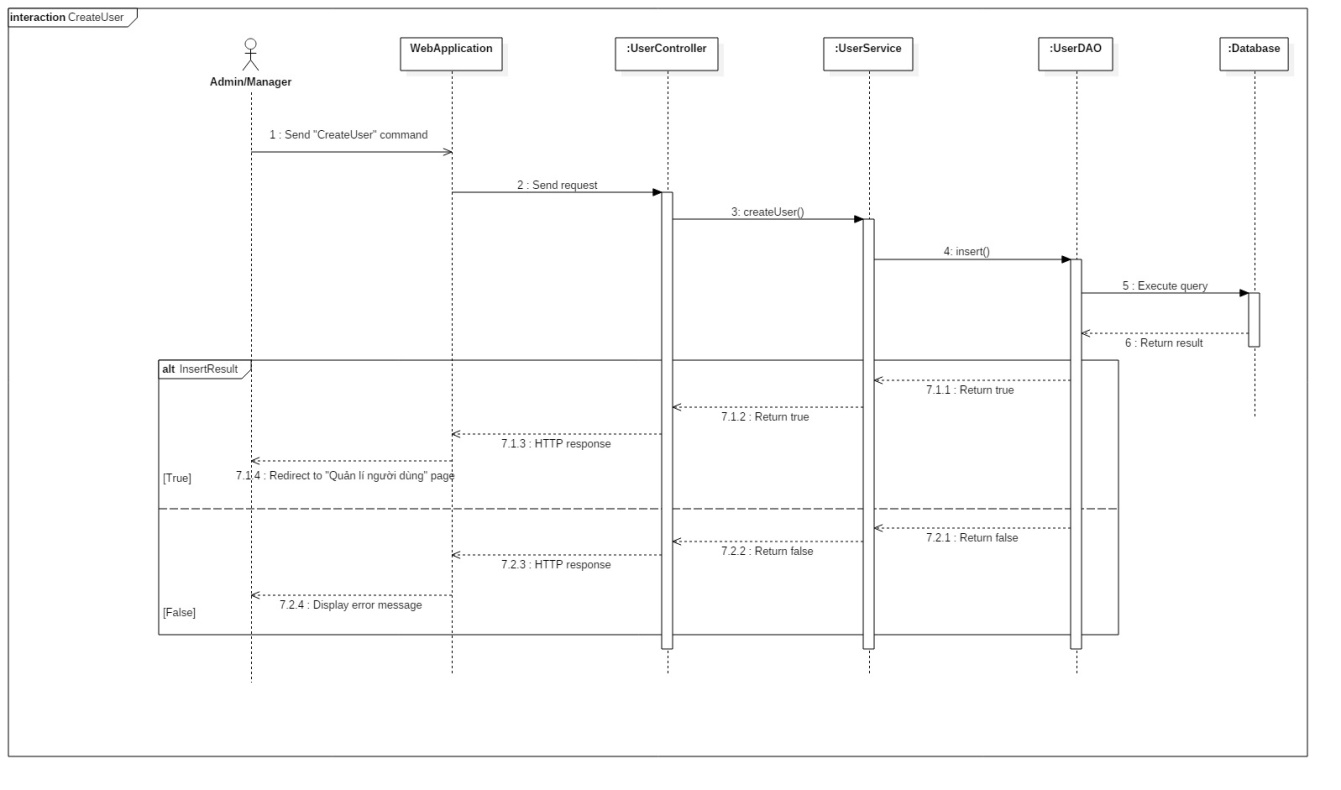 interaction CreateUser
Admin/Manager
WebApplication
:UserController
:UserService
:UserDAO
:Database
1 : Send "CreateUser" command
2 : Send request
3: createUser()
4: insert()
5 : Execute query
6 : Return result
alt InsertResult
7.1.1 : Return true
7.1.2 : Return true
7.1.3 : HTTP response
[True]
7.1.4 : Redirect to "Quản lí người dùng" page
7.2.1 : Return false
7.2.2 : Return false
7.2.3 : HTTP response
7.2.4 : Display error message
[False]